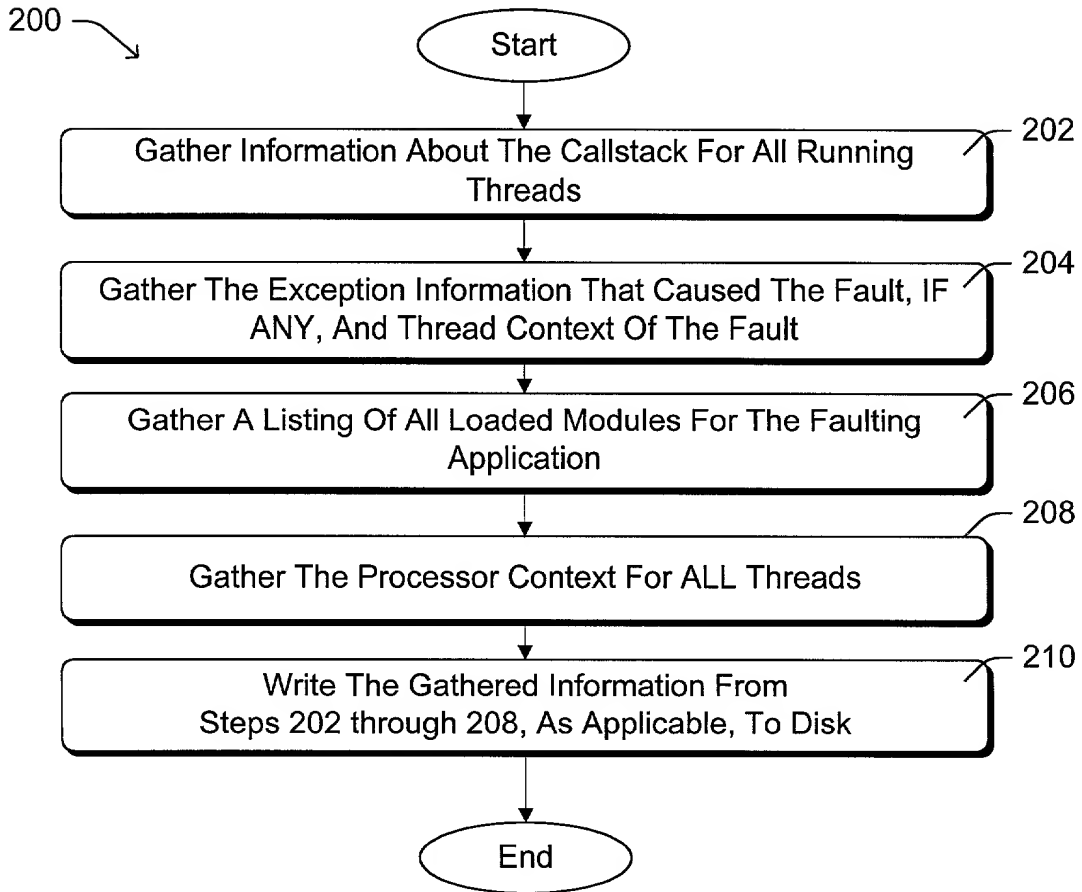 200
Start
202
Gather Information About The Callstack For All Running
Threads
204
Gather The Exception Information That Caused The Fault, IF
ANY, And Thread Context Of The Fault
206
Gather A Listing Of All Loaded Modules For The Faulting
Application
208
Gather The Processor Context For ALL Threads
210
Write The Gathered Information From
Steps 202 through 208, As Applicable, To Disk
End